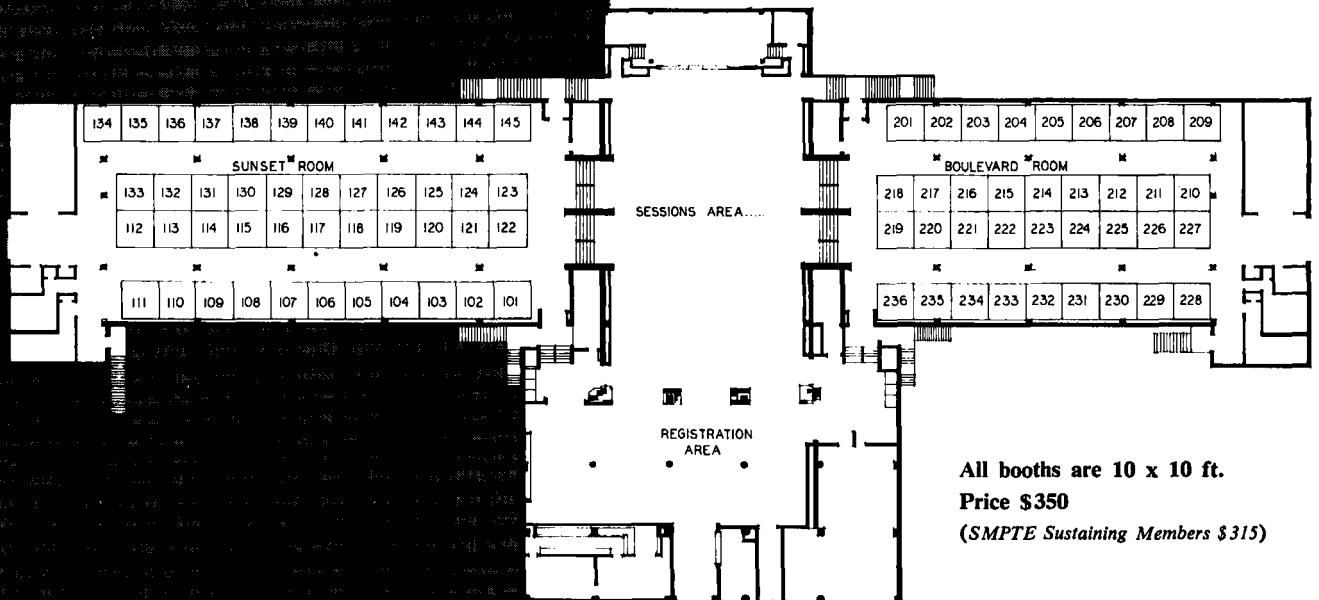 134 135 136 137 138 139 140 141 142 143 144 145
SUNSET ROOM
133 132 131 130 129 128 127 126 125 124 123
112 113 114 115 116 117 118 119 120 121 122
111 110 109 108 107 106 105 104 103 102 101
SESSIONS AREA.....
201 202 203 204 205 206 207 208 209
BOULEVARD ROOM
218 217 216 215 214 213 212 211 210
219 220 221 222 223 224 225 226 227
236 235 234 233 232 231 230 229 228
REGISTRATION
AREA
All booths are 10 x 10 ft.
Price $350
(SMPTE Sustaining Members $315)